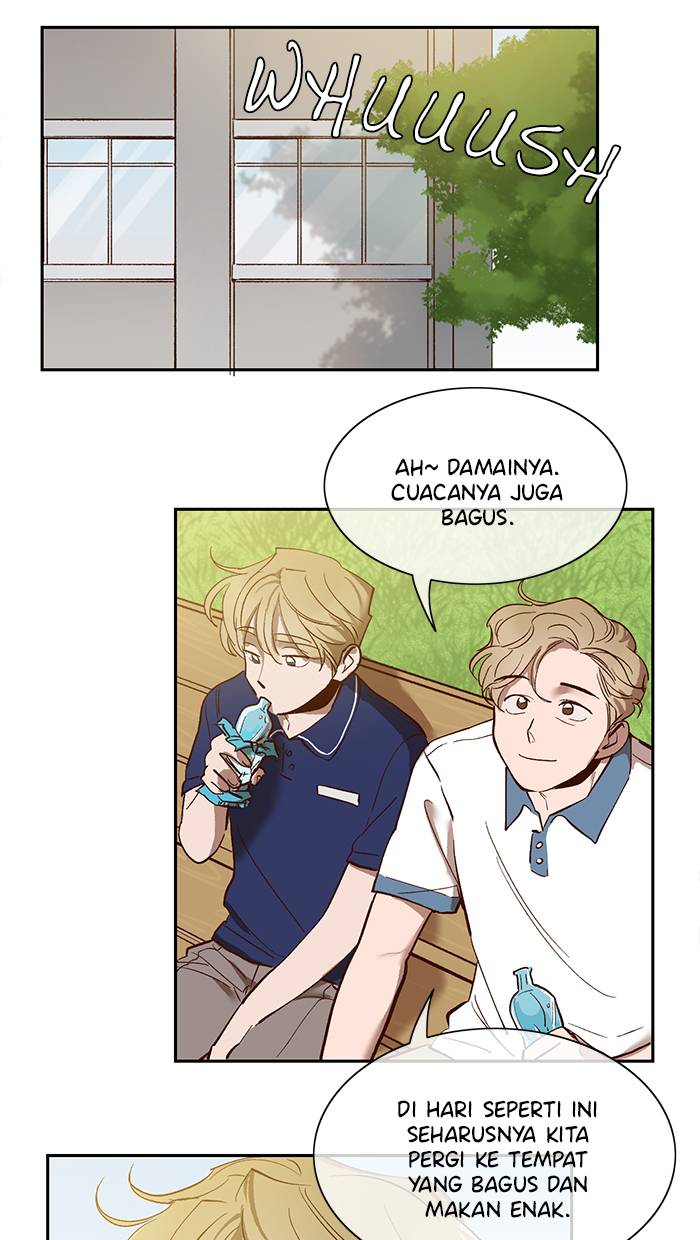 WHUUUUSH
AH~ DAMAINYA.
CUACANYA JUGA
BAGUS.
DI HARI SEPERTI INI
SEHARUSNYA KITA
PERGI KE TEMPAT
YANG BAGUS DAN
MAKAN ENAK.